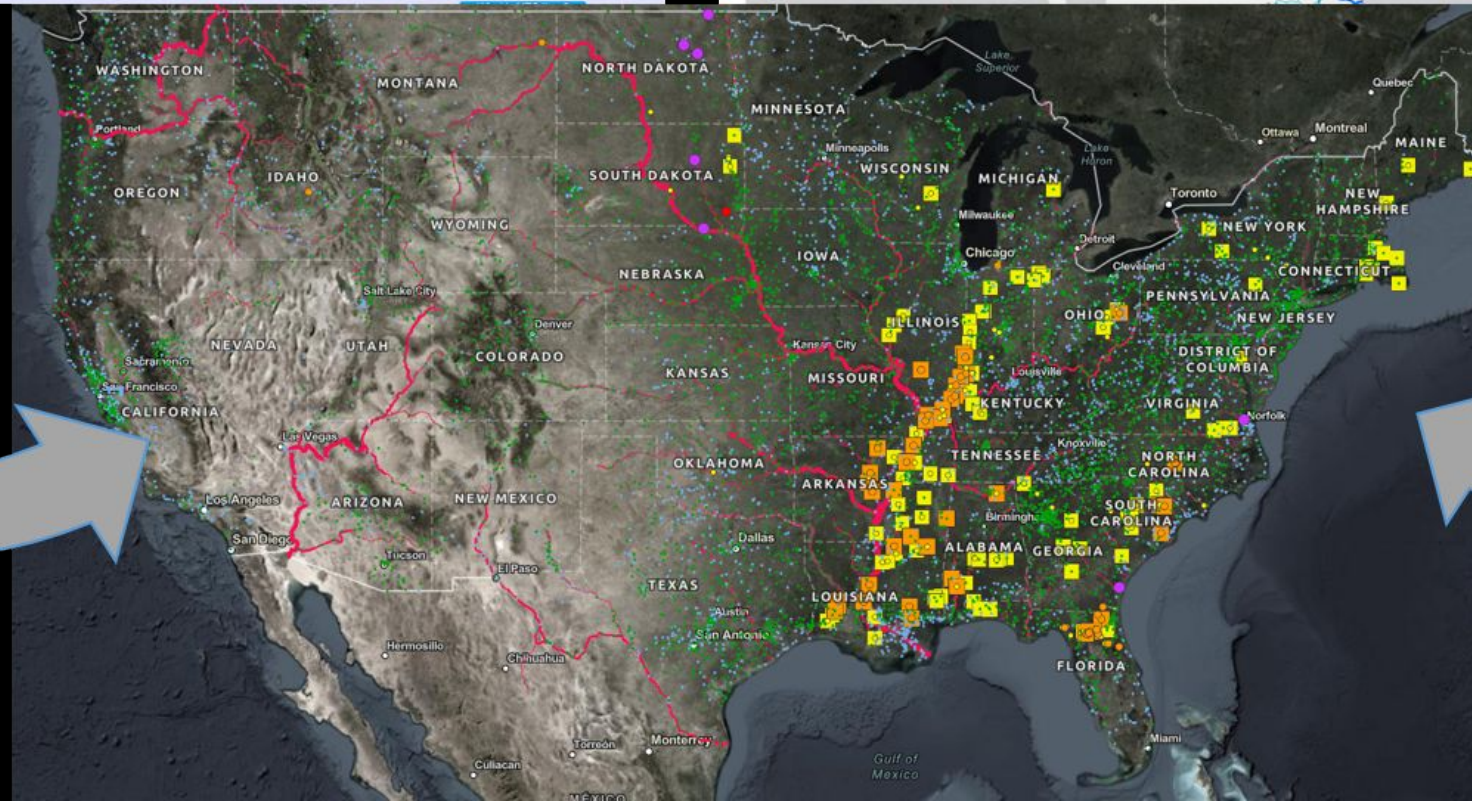 Lake
Superior
WASHINGTON
MONTANA
NORTH DAKOTA
Quebec
MINNESOTA
Portland
Ottawa
Montreal
MAINE
Minneapolis
Lake
Huron
IDAHO
SOUTH DAKOTA
WISCONSIN
MICHIGAN
OREGON
Toronto
NEW
HAMPSHIRE
WYOMING
Milwaukee
NEW YORK
Detroit
Chicago
IOWA
Cleveland
NEBRASKA
CONNECTICUT
Salt Lake City
PENNSYLVANIA
OHIO
NEW JERSEY
ILLINOIS
Denver
NEVADA
UTAH
COLORADO
Kansas City
DISTRICT OF
COLUMBIA
Sacramento
KANSAS
MISSOURI
Louisville
San Francisco
CALIFORNIA
KENTUCKY
VIRGINIA
Norfolk
Las Vegas
Knoxville
OKLAHOMA
TENNESSEE
NORTH
CAROLINA
ARKANSAS
Los Angeles
ARIZONA
NEW MEXICO
SOUTH
CAROLINA
Birmingh
San Diego
Dallas
Tucson
ALABAMA
GEORGIA
El Paso
TEXAS
LOUISIANA
Austin
San Antonio
Hermosillo
Chihuahua
FLORIDA
Miami
Torreón
Monterrey
Gulf of
Mexico
Culiacan
MÉXICO